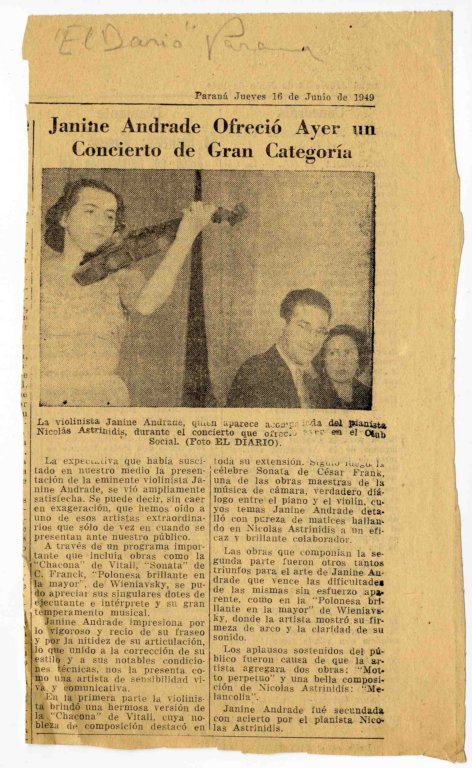 "El Diario" Parana
Paraná Jueves 16 de Junio de 1949
Janine Andrade Ofreció Ayer un
Concierto de Gran Categoría
La violinista Janine Andrade, quien aparece acompañada del pianista
Nicolás Astrinidis, durante el concierto que ofreció ayer en el Club
Social. (Foto EL DIARIO).
La expectativa que había susci-
tado en nuestro medio la presenta-
ción de la eminente violinista Ja-
nine Andrade, se vió ampliamente
satisfecha. Se puede decir, sin caer
en exageración, que hemos oído a
uno de esos artistas extraordina-
rios que sólo de vez en cuando se
presentan ante nuestro público.
A través de un programa impor-
tante que incluía obras como la
"Chacona" de Vitali, "Sonata" de
C. Franck, "Polonesa brillante en
la mayor", de Wieniavsky, se pu-
do apreciar sus singulares dotes de
ejecutante e intérprete y su gran
temperamento musical.
Janine Andrade impresiona por
lo vigoroso y recio de su fraseo
y por la nitidez de su articulación,
lo que unido a la corrección de su
estilo y a sus notables condicio-
nes técnicas, nos la presenta co-
mo una artista de sensibilidad vi-
va y comunicativa.
En la primera parte la violinis-
ta brindó una hermosa versión de
la "Chacona" de Vitali, cuya no-
bleza de composición destacó en
toda su extensión. Siguió luego la
célebre Sonata de César Frank,
una de las obras maestras de la
música de cámara, verdadero diá-
logo entre el piano y el violín, cu-
yos temas Janine Andrade deta-
lló con pureza de matices hallan-
do en Nicolas Astrinidis a un efi-
caz y brillante colaborador.
Las obras que componían la se-
gunda parte fueron otros tantos
triunfos para el arte de Janine An-
drade que vence las dificultades
de las mismas sin esfuerzo apa-
rente, como en la "Polonesa bri-
llante en la mayor" de Wieniavs-
ky, donde la artista mostró su fir-
meza de arco y la claridad de su
sonido.
Los aplausos sostenidos del pú-
blico fueron causa de que la ar-
tista agregara dos obras: "Mo-
to perpetuo" y una bella composi-
ción de Nicolas Astrinidis: "Me-
lancolía".
Janine Andrade fué secundada
con acierto por el pianista Nico-
las Astrinidis.